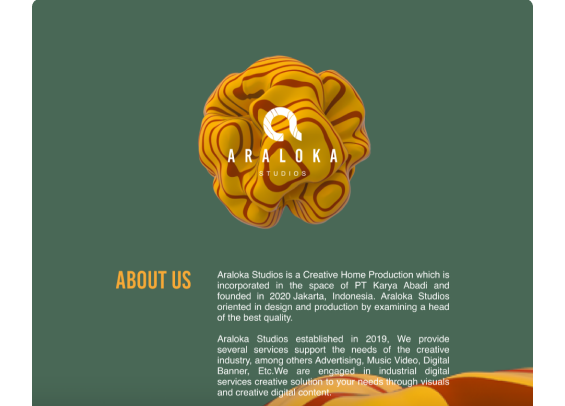 ARALOKA
STUDIOS
ABOUT US
Araloka Studios is a Creative Home Production which is
incorporated in the space of PT Karya Abadi and
founded in 2020 Jakarta, Indonesia. Araloka Studios
oriented in design and production by examining a head
of the best quality.
Araloka Studios established in 2019, We provide
several services support the needs of the creative
industry, among others Advertising, Music Video, Digital
Banner, Etc.We are engaged in industrial digital
services creative solution to your needs through visuals
and creative digital content.